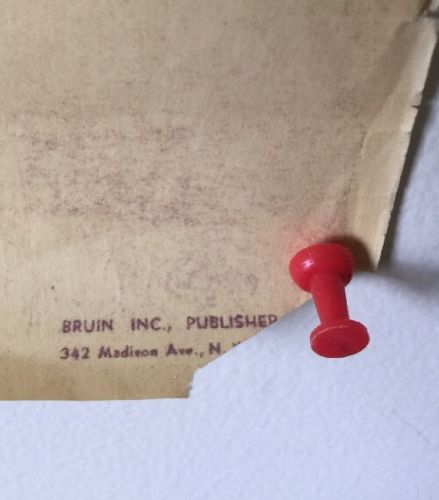 BRUIN INC., PUBLISHER
342 Madison Ave., N.